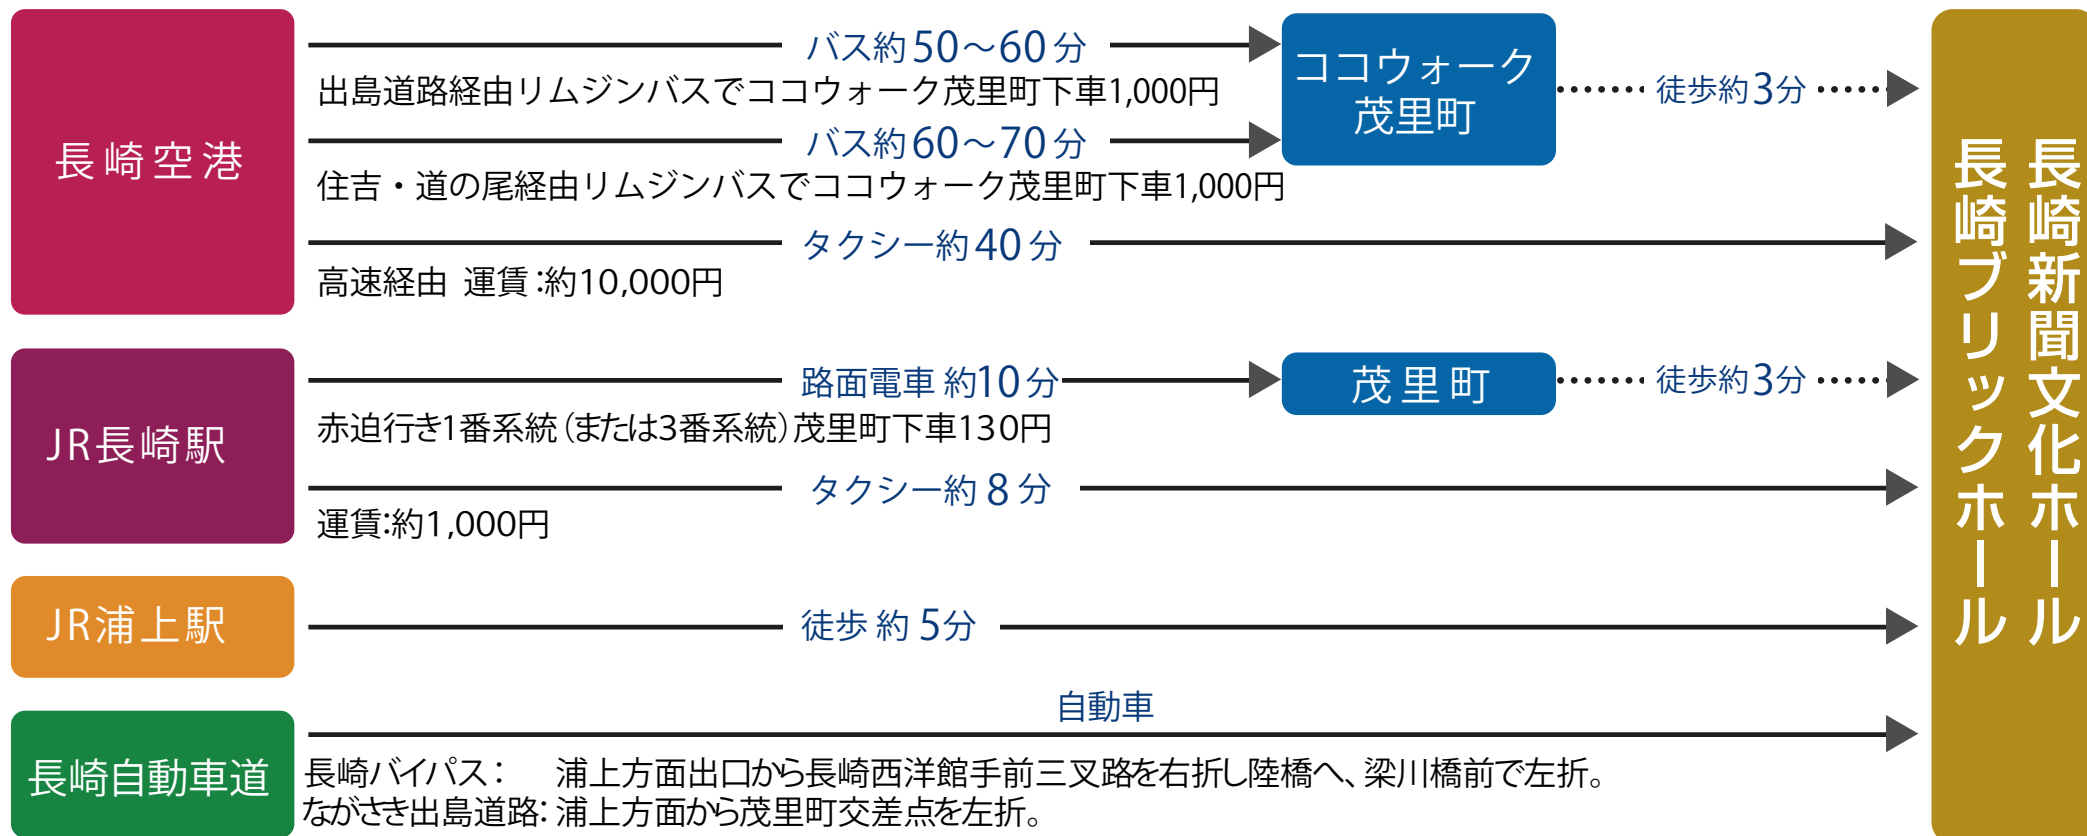 長崎空港
バス約50～60分
出島道路経由リムジンバスでココウォーク茂里町下車1,000円
バス約60～70分
住吉・道の尾経由リムジンバスでココウォーク茂里町下車1,000円
ココウォーク
茂里町
徒歩約3分
タクシー約40分
高速経由 運賃:約10,000円
JR長崎駅
路面電車 約10分
赤迫行き1番系統(または3番系統)茂里町下車130円
茂里町
徒歩約3分
タクシー約8分
運賃:約1,000円
JR浦上駅
徒歩 約5分
長崎自動車道
自動車
長崎バイパス: 浦上方面出口から長崎西洋館手前三叉路を右折し陸橋へ、梁川橋前で左折。
ながさき出島道路:浦上方面から茂里町交差点を左折。
長崎新聞文化ホール
長崎ブリックホール